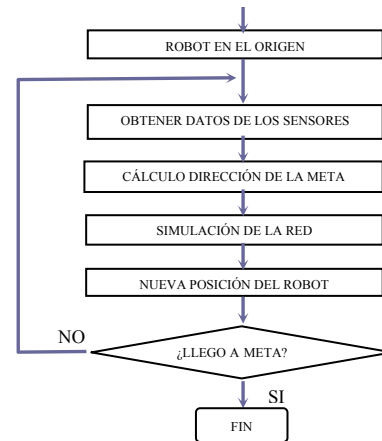 ROBOT EN EL ORIGEN
OBTENER DATOS DE LOS SENSORES
CÁLCULO DIRECCIÓN DE LA META
SIMULACIÓN DE LA RED
NUEVA POSICIÓN DEL ROBOT
NO
¿LLEGO A META?
SI
FIN